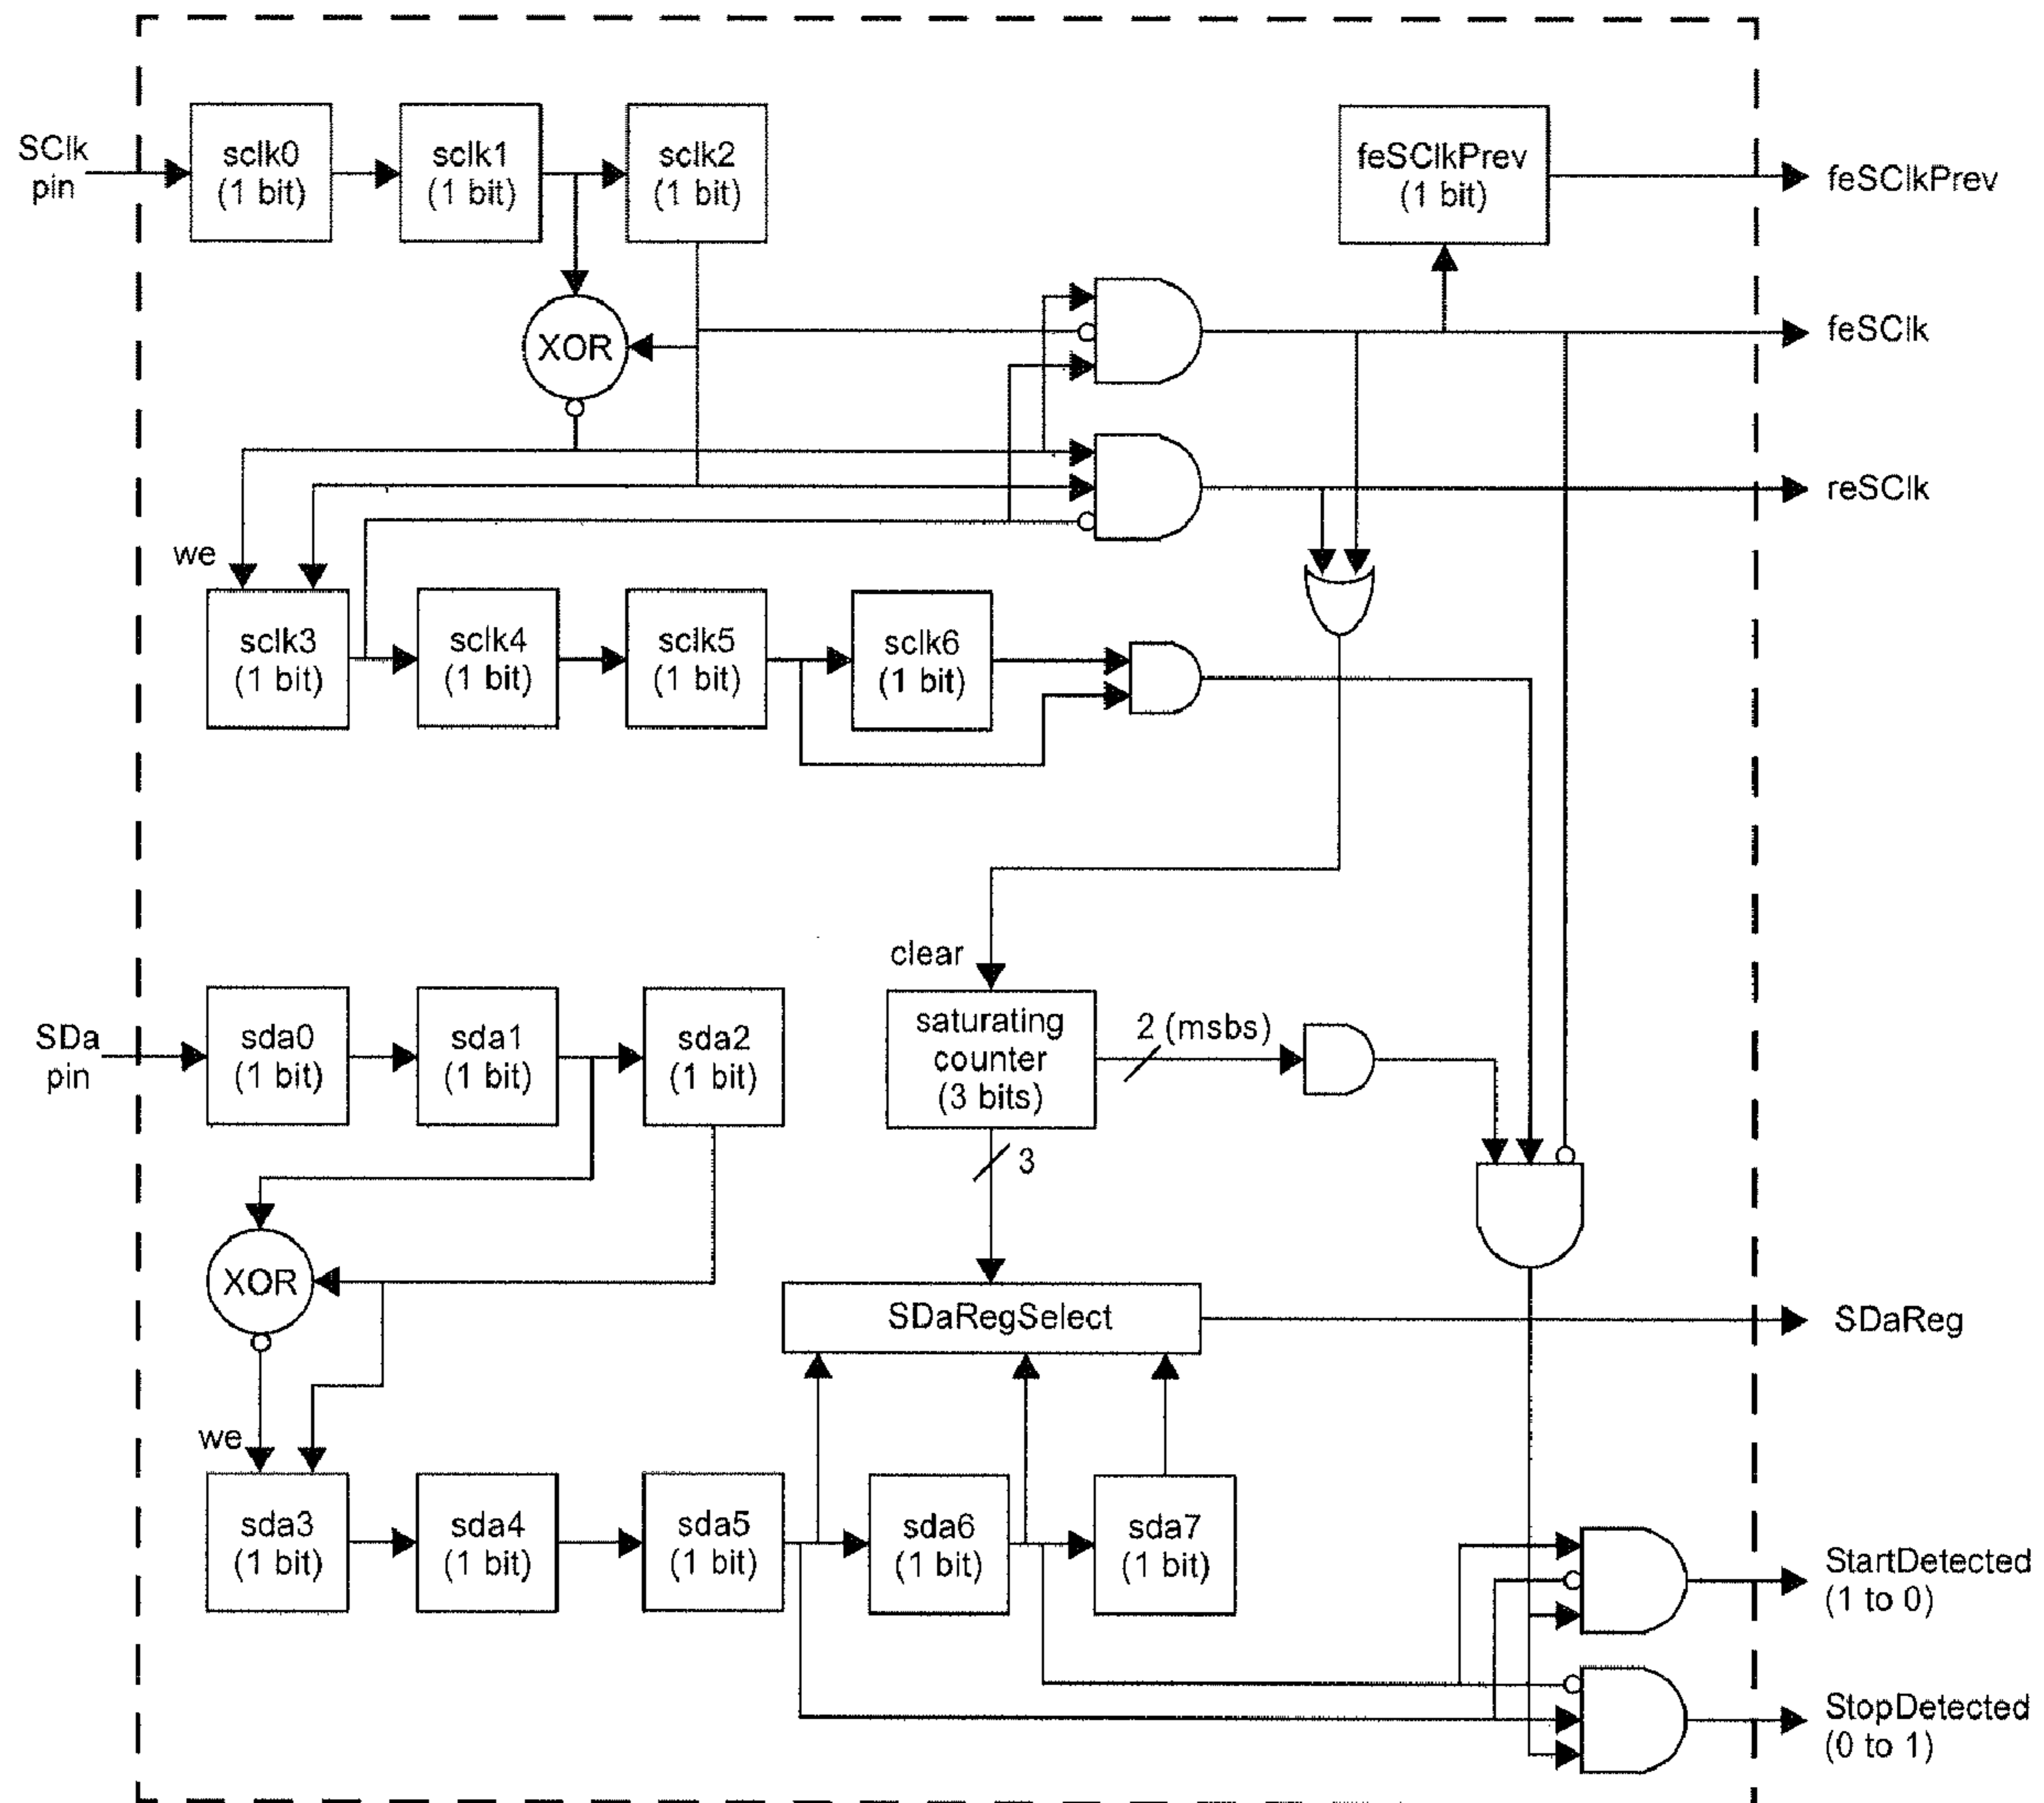 SClk
pin
sclk0
(1 bit)
sclk1
(1 bit)
sclk2
(1 bit)
feSClkPrev
(1 bit)
feSClkPrev
XOR
feSClk
reSClk
we
sclk3
(1 bit)
sclk4
(1 bit)
sclk5
(1 bit)
sclk6
(1 bit)
clear
SDa
pin
sda0
(1 bit)
sda1
(1 bit)
sda2
(1 bit)
saturating
counter
(3 bits)
2 (msbs)
3
XOR
SDaRegSelect
SDaReg
we
sda3
(1 bit)
sda4
(1 bit)
sda5
(1 bit)
sda6
(1 bit)
sda7
(1 bit)
StartDetected
(1 to 0)
StopDetected
(0 to 1)